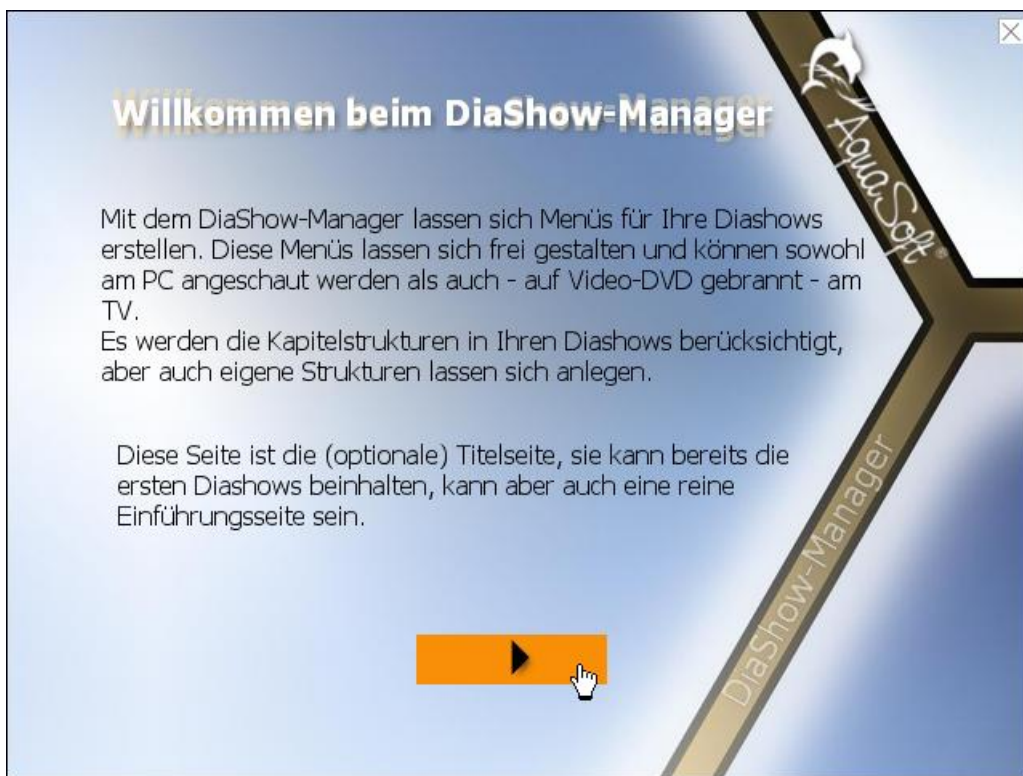 Willkommen beim DiaShow-Manager
AquaSoft®
Mit dem DiaShow-Manager lassen sich Menüs für Ihre Diashows
erstellen. Diese Menüs lassen sich frei gestalten und können sowohl
am PC angeschaut werden als auch - auf Video-DVD gebrannt - am
TV.
Es werden die Kapitelstrukturen in Ihren Diashows berücksichtigt,
aber auch eigene Strukturen lassen sich anlegen.
Diese Seite ist die (optionale) Titelseite, sie kann bereits die
ersten Diashows beinhalten, kann aber auch eine reine
Einführungsseite sein.
DiaShow-Manager